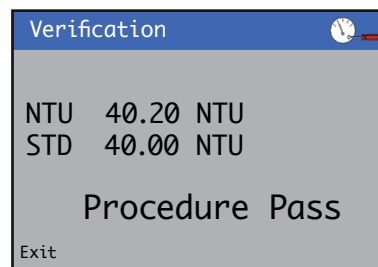 Verification
NTU 40.20 NTU
STD 40.00 NTU
Procedure Pass
Exit